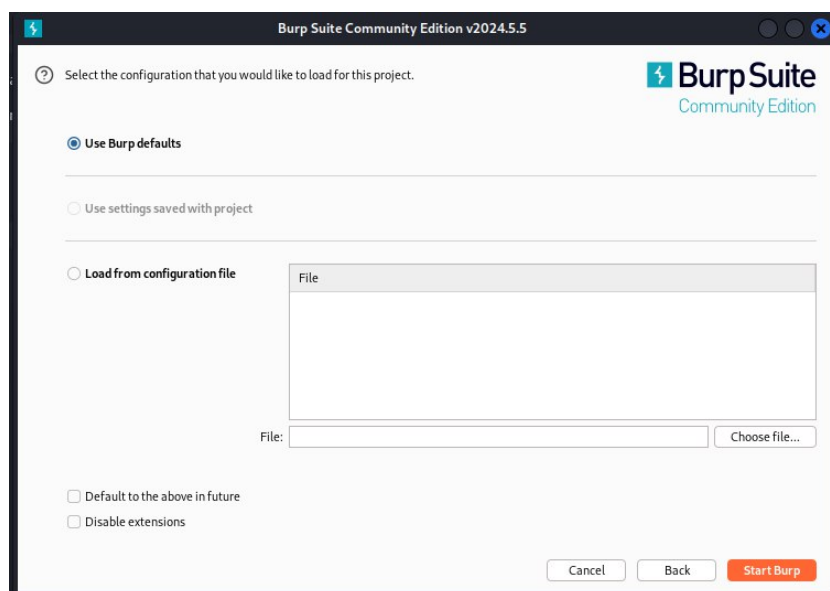 Burp Suite Community Edition v2024.5.5
Select the configuration that you would like to load for this project.
Burp Suite
Community Edition
Use Burp defaults
Use settings saved with project
Load from configuration file
File
File:
Choose file...
Default to the above in future
Disable extensions
Cancel Back Start Burp